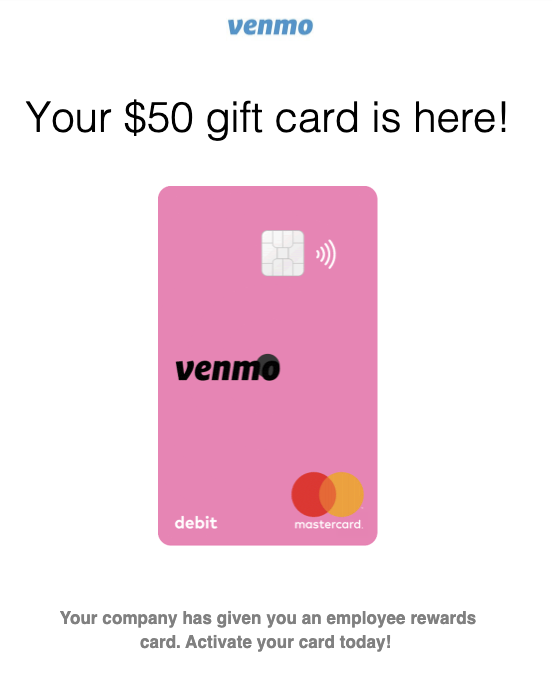 venmo
Your $50 gift card is here!
venmo
debit
mastercard.
Your company has given you an employee rewards
card. Activate your card today!